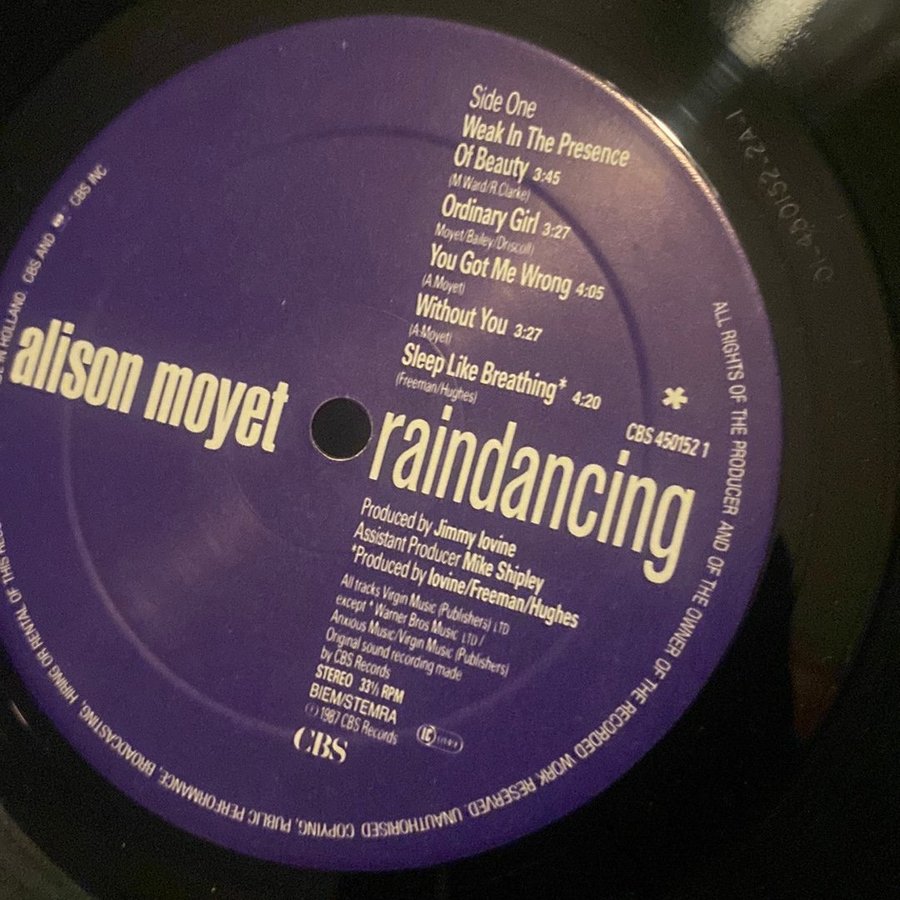 Side One
Weak In The Presence
Of Beauty 3:45
(M Ward/R.Clarke)
Ordinary Girl 3:27
Moyet/Bailey/Driscoll)
You Got Me Wrong 4:05
(A.Moyet)
Without You 3:27
(A.Moyet)
Sleep Like Breathing* 4:20
(Freeman/Hughes)
*
CBS 450152 1
alison moyet
raindancing
Produced by Jimmy Iovine
Assistant Producer Mike Shipley
*Produced by Iovine/Freeman/Hughes
All tracks Virgin Music (Publishers) LTD
except * Warner Bros Music LTD /
Anxious Music/Virgin Music (Publishers)
Original sound recording made
by CBS Records
STEREO 33⅓ RPM
BIEM/STEMRA
℗ 1987 CBS Records
LC
CBS
IN HOLLAND CBS AND CBS INC
ALL RIGHTS OF THE PRODUCER AND OF THE OWNER OF THE RECORDED WORK RESERVED. UNAUTHORISED COPYING, PUBLIC PERFORMANCE, BROADCASTING, HIRING OR RENTAL OF THIS REC